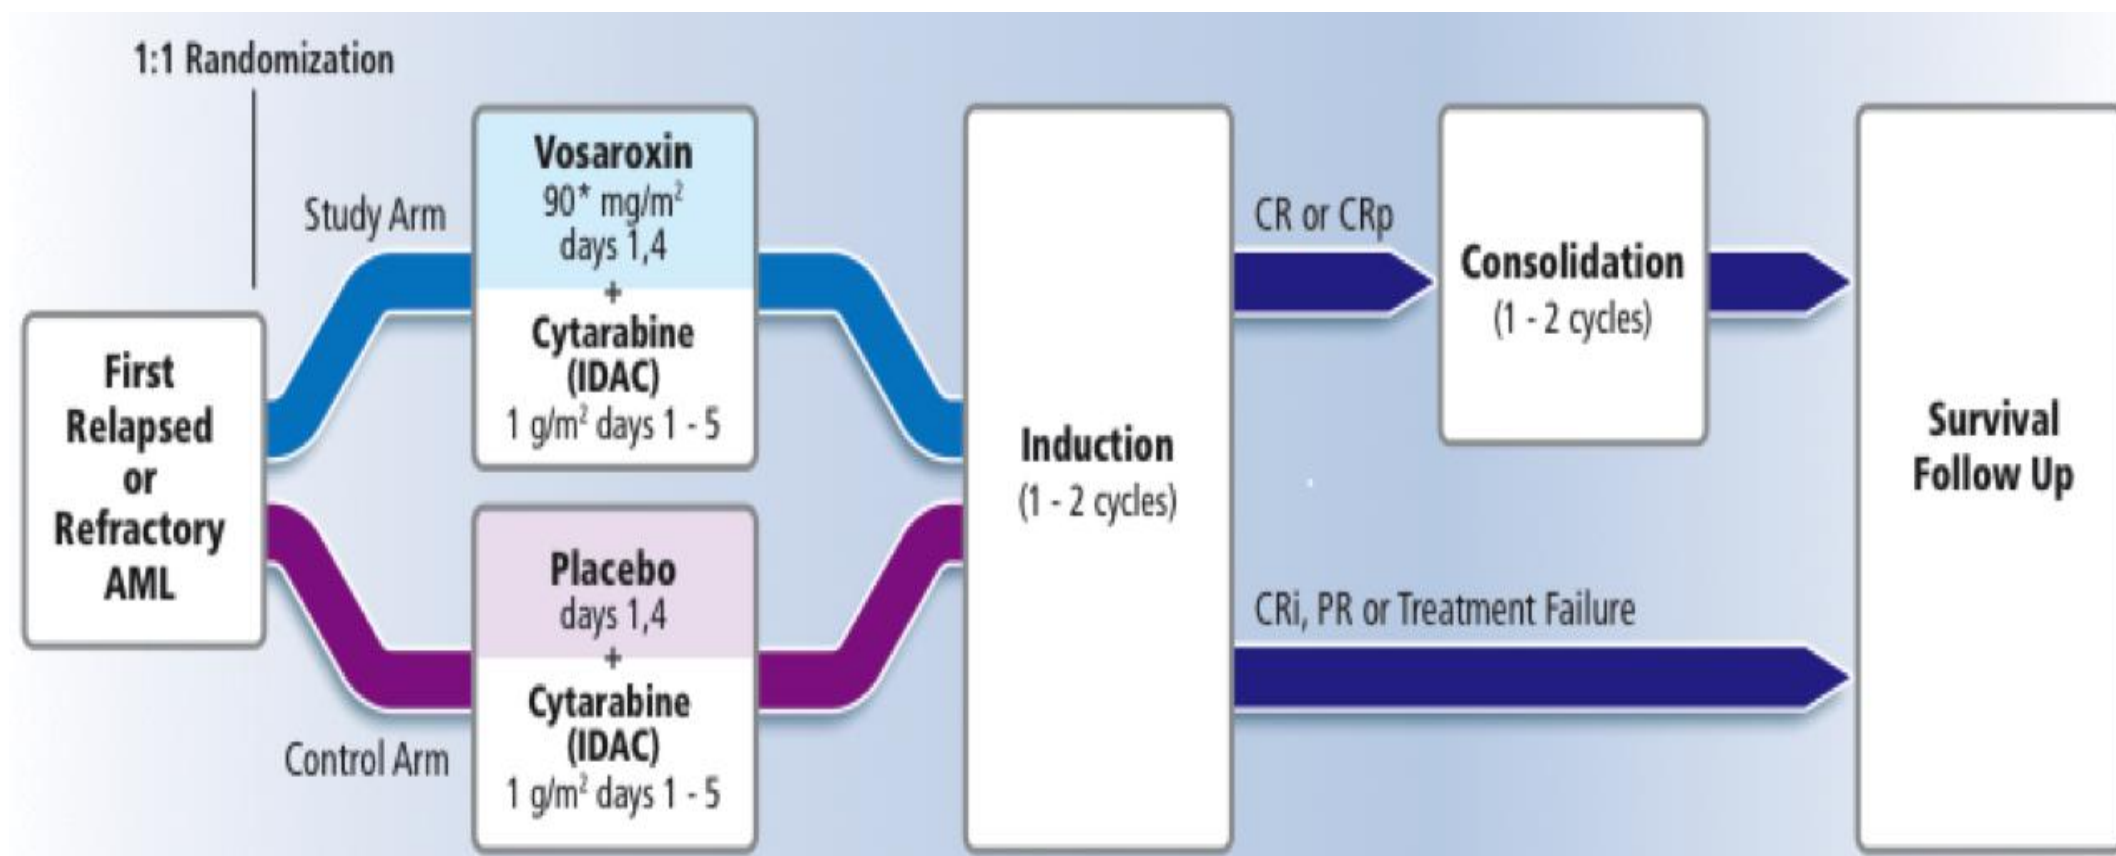 1:1 Randomization
First
Relapsed
or
Refractory
AML
Study Arm
Vosaroxin
90* mg/m²
days 1,4
+
Cytarabine
(IDAC)
1 g/m² days 1 - 5
Control Arm
Placebo
days 1,4
+
Cytarabine
(IDAC)
1 g/m² days 1 - 5
Induction
(1 - 2 cycles)
CR or CRp
Consolidation
(1 - 2 cycles)
CRi, PR or Treatment Failure
Survival
Follow Up